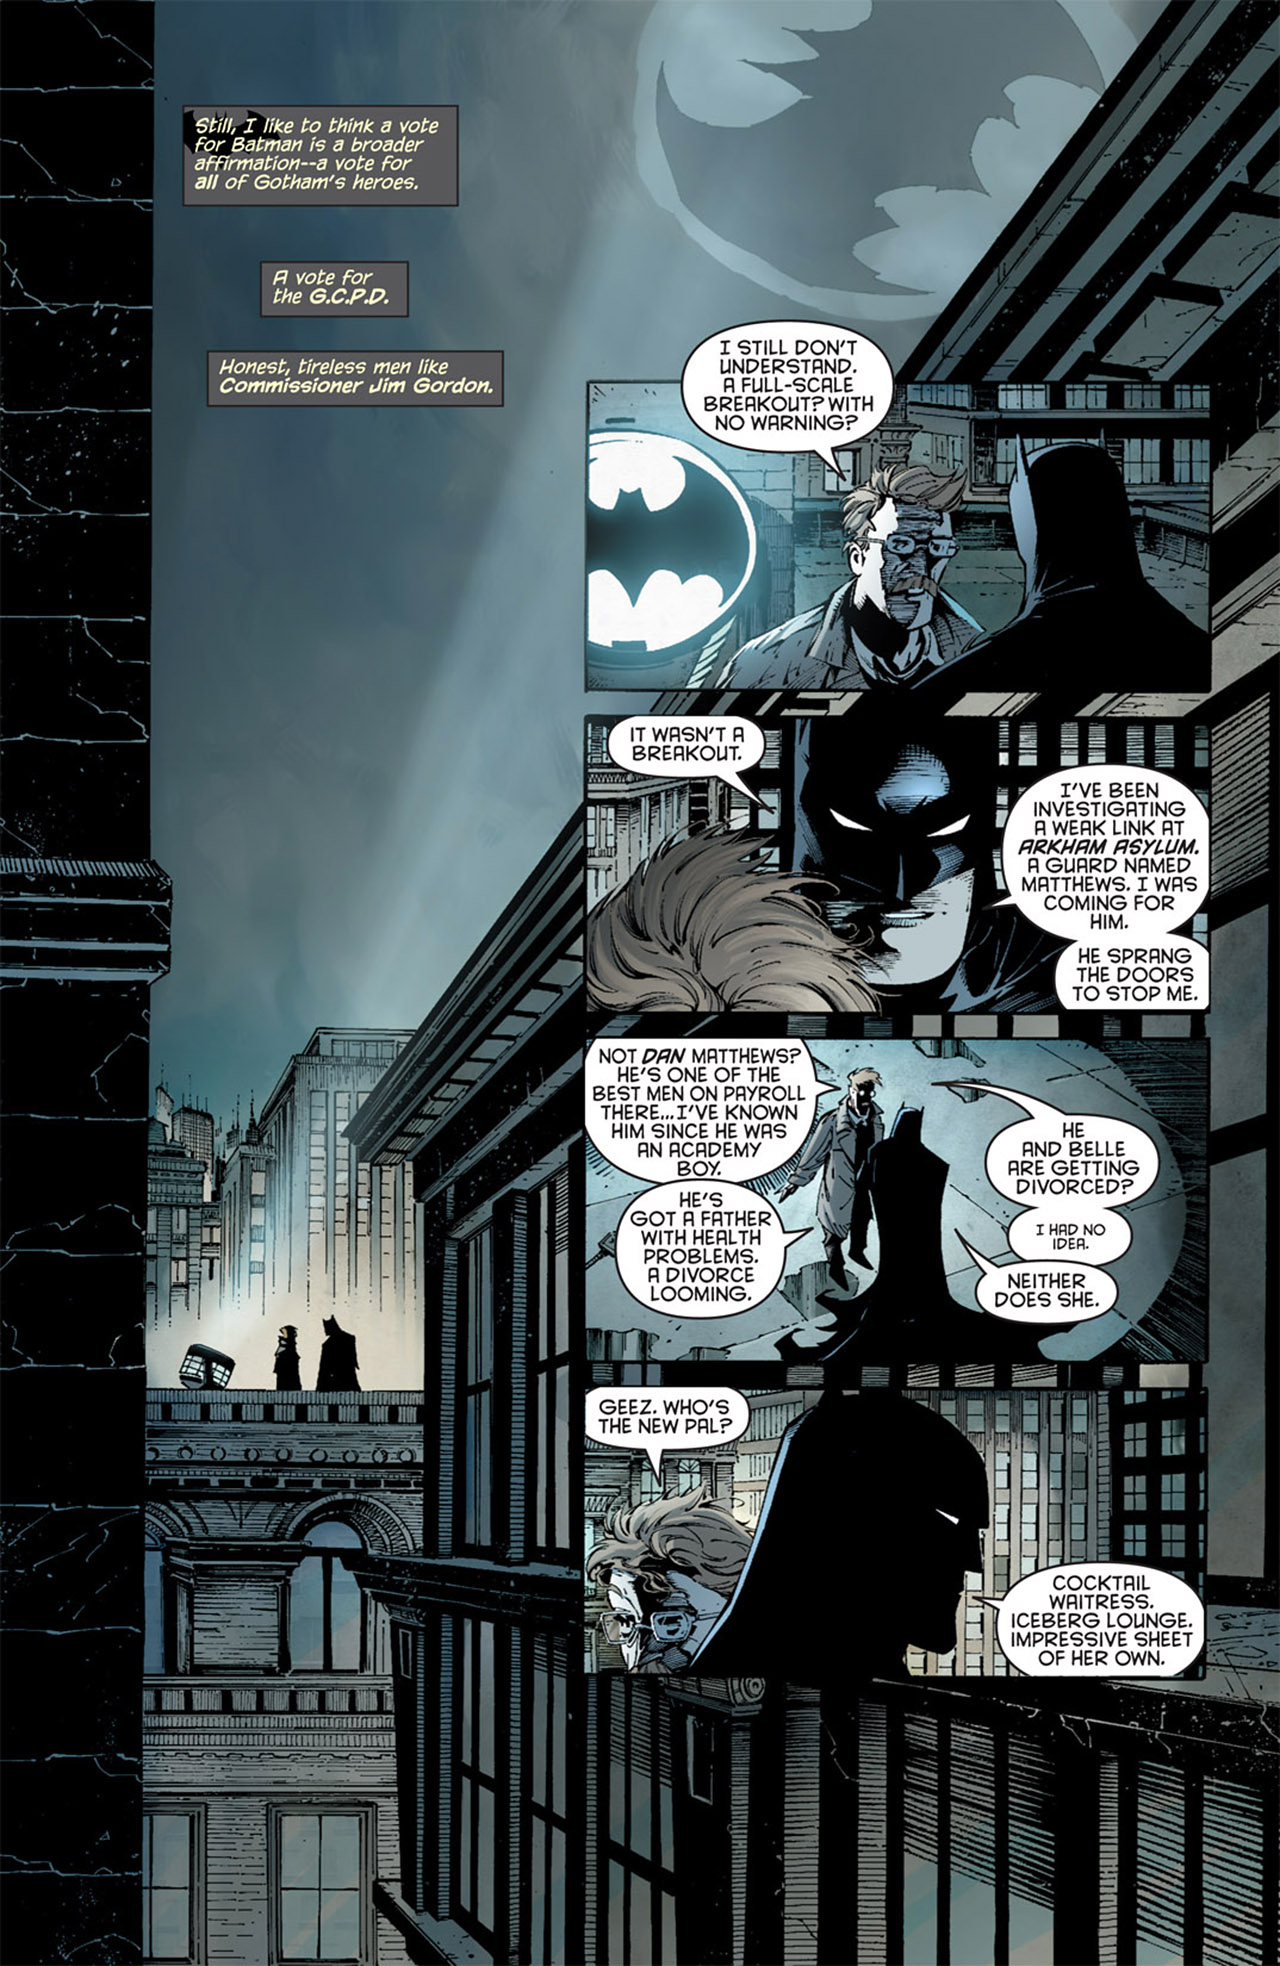 Still, I like to think a vote
for Batman is a broader
affirmation--a vote for
all of Gotham's heroes.
A vote for
the G.C.P.D.
Honest, tireless men like
Commissioner Jim Gordon.
I STILL DON'T
UNDERSTAND.
A FULL-SCALE
BREAKOUT? WITH
NO WARNING?
IT WASN'T A
BREAKOUT.
I'VE BEEN
INVESTIGATING
A WEAK LINK AT
ARKHAM ASYLUM.
A GUARD NAMED
MATTHEWS. I WAS
COMING FOR
HIM.
HE SPRANG
THE DOORS
TO STOP ME.
NOT DAN MATTHEWS?
HE'S ONE OF THE
BEST MEN ON PAYROLL
THERE...I'VE KNOWN
HIM SINCE HE WAS
AN ACADEMY
BOY.
HE'S
GOT A FATHER
WITH HEALTH
PROBLEMS.
A DIVORCE
LOOMING.
HE
AND BELLE
ARE GETTING
DIVORCED?
I HAD NO
IDEA.
NEITHER
DOES SHE.
GEEZ. WHO'S
THE NEW PAL?
COCKTAIL
WAITRESS.
ICEBERG LOUNGE.
IMPRESSIVE SHEET
OF HER OWN.